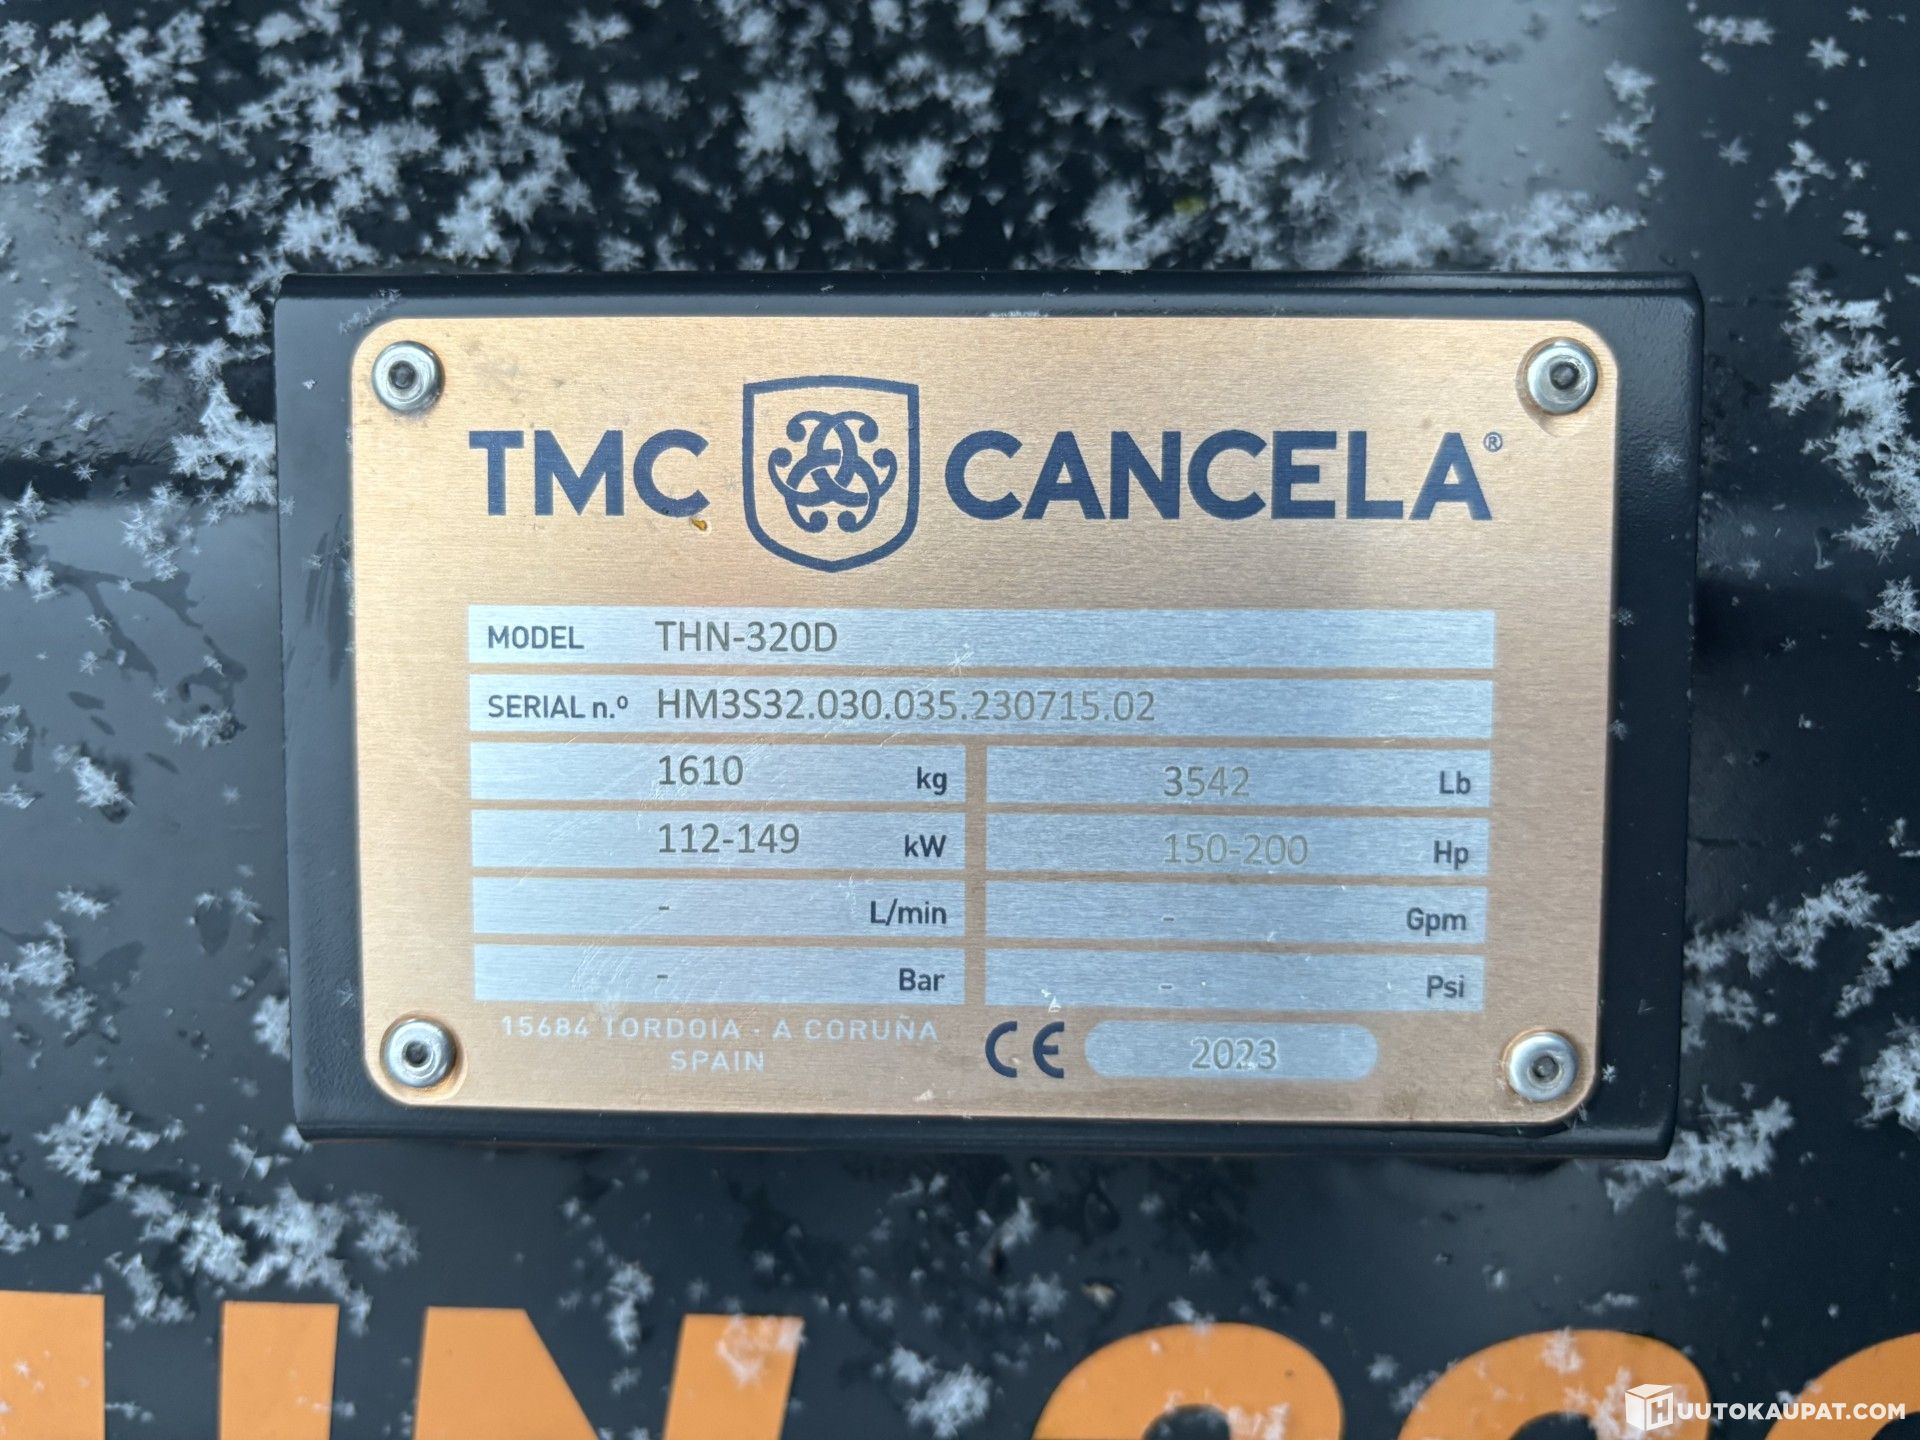 TMC CANCELA®
MODEL THN-320D
SERIAL n.º HM3S32.030.035.230715.02
1610 kg 3542 Lb
112-149 kW 150-200 Hp
- L/min - Gpm
- Bar - Psi
15684 TORDOIA - A CORUÑA
SPAIN
CE 2023
HUUTOKAUPAT.COM